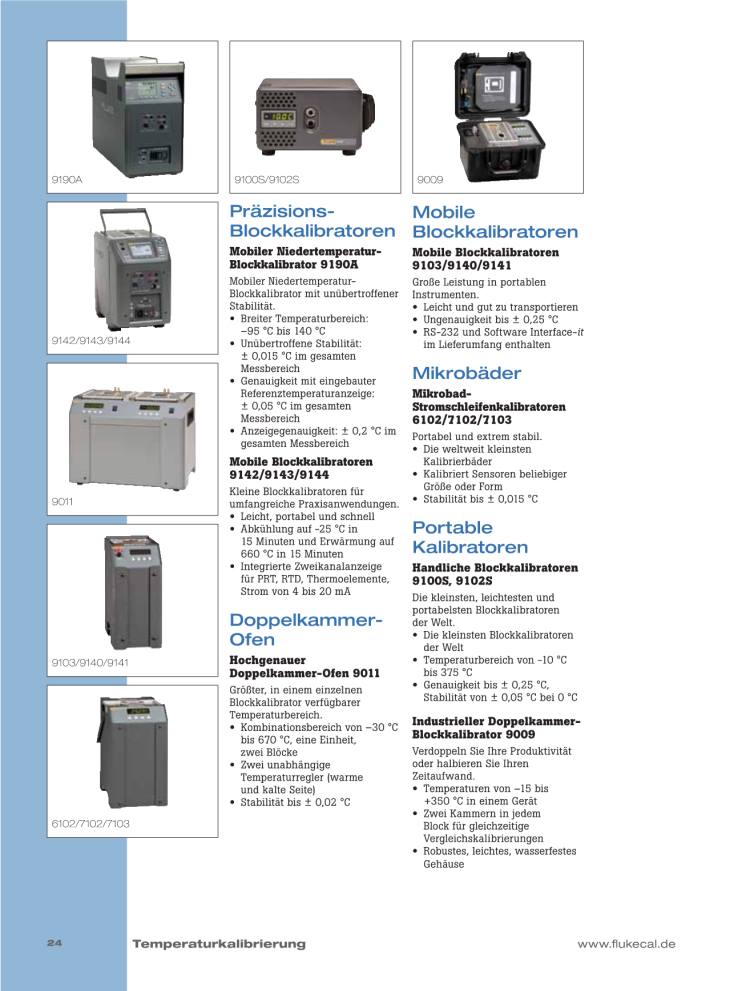 9190A
9100S/9102S
9009
9142/9143/9144
9011
9103/9140/9141
6102/7102/7103
Präzisions-
Blockkalibratoren
Mobiler Niedertemperatur-
Blockkalibrator 9190A
Mobiler Niedertemperatur-
Blockkalibrator mit unübertroffener
Stabilität.
• Breiter Temperaturbereich:
–95 °C bis 140 °C
• Unübertroffene Stabilität:
± 0,015 °C im gesamten
Messbereich
• Genauigkeit mit eingebauter
Referenztemperaturanzeige:
± 0,05 °C im gesamten
Messbereich
• Anzeigegenauigkeit: ± 0,2 °C im
gesamten Messbereich
Mobile Blockkalibratoren
9142/9143/9144
Kleine Blockkalibratoren für
umfangreiche Praxisanwendungen.
• Leicht, portabel und schnell
• Abkühlung auf -25 °C in
15 Minuten und Erwärmung auf
660 °C in 15 Minuten
• Integrierte Zweikanalanzeige
für PRT, RTD, Thermoelemente,
Strom von 4 bis 20 mA
Doppelkammer-
Ofen
Hochgenauer
Doppelkammer-Ofen 9011
Größter, in einem einzelnen
Blockkalibrator verfügbarer
Temperaturbereich.
• Kombinationsbereich von –30 °C
bis 670 °C, eine Einheit,
zwei Blöcke
• Zwei unabhängige
Temperaturregler (warme
und kalte Seite)
• Stabilität bis ± 0,02 °C
Mobile
Blockkalibratoren
Mobile Blockkalibratoren
9103/9140/9141
Große Leistung in portablen
Instrumenten.
• Leicht und gut zu transportieren
• Ungenauigkeit bis ± 0,25 °C
• RS-232 und Software Interface-it
im Lieferumfang enthalten
Mikrobäder
Mikrobad-
Stromschleifenkalibratoren
6102/7102/7103
Portabel und extrem stabil.
• Die weltweit kleinsten
Kalibrierbäder
• Kalibriert Sensoren beliebiger
Größe oder Form
• Stabilität bis ± 0,015 °C
Portable
Kalibratoren
Handliche Blockkalibratoren
9100S, 9102S
Die kleinsten, leichtesten und
portabelsten Blockkalibratoren
der Welt.
• Die kleinsten Blockkalibratoren
der Welt
• Temperaturbereich von -10 °C
bis 375 °C
• Genauigkeit bis ± 0,25 °C,
Stabilität von ± 0,05 °C bei 0 °C
Industrieller Doppelkammer-
Blockkalibrator 9009
Verdoppeln Sie Ihre Produktivität
oder halbieren Sie Ihren
Zeitaufwand.
• Temperaturen von –15 bis
+350 °C in einem Gerät
• Zwei Kammern in jedem
Block für gleichzeitige
Vergleichskalibrierungen
• Robustes, leichtes, wasserfestes
Gehäuse
24
Temperaturkalibrierung
www.flukecal.de